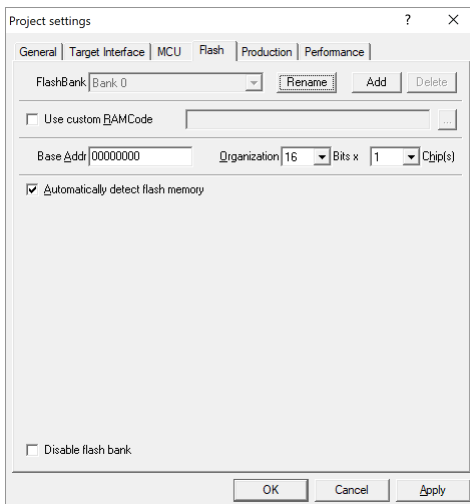 Project settings ? ×
General Target Interface MCU Flash Production Performance
FlashBank Bank 0 Rename Add Delete
Use custom RAMCode ...
Base Addr 00000000 Organization 16 Bits x 1 Chip(s)
Automatically detect flash memory
Disable flash bank
OK Cancel Apply